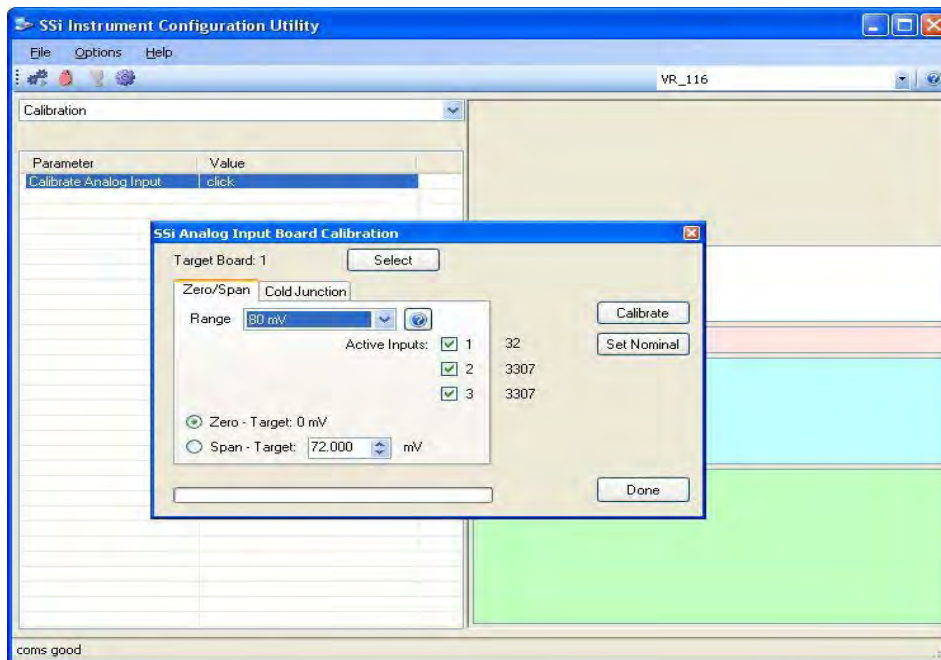 SSi Instrument Configuration Utility
File Options Help
VR_116
Calibration
Parameter Value
Calibrate Analog Input click
SSi Analog Input Board Calibration
Target Board: 1 Select
Zero/Span Cold Junction
Range 80 mV
Calibrate
Active Inputs: 1 32
Set Nominal
2 3307
3 3307
Zero - Target: 0 mV
Span - Target: 72.000 mV
Done
coms good